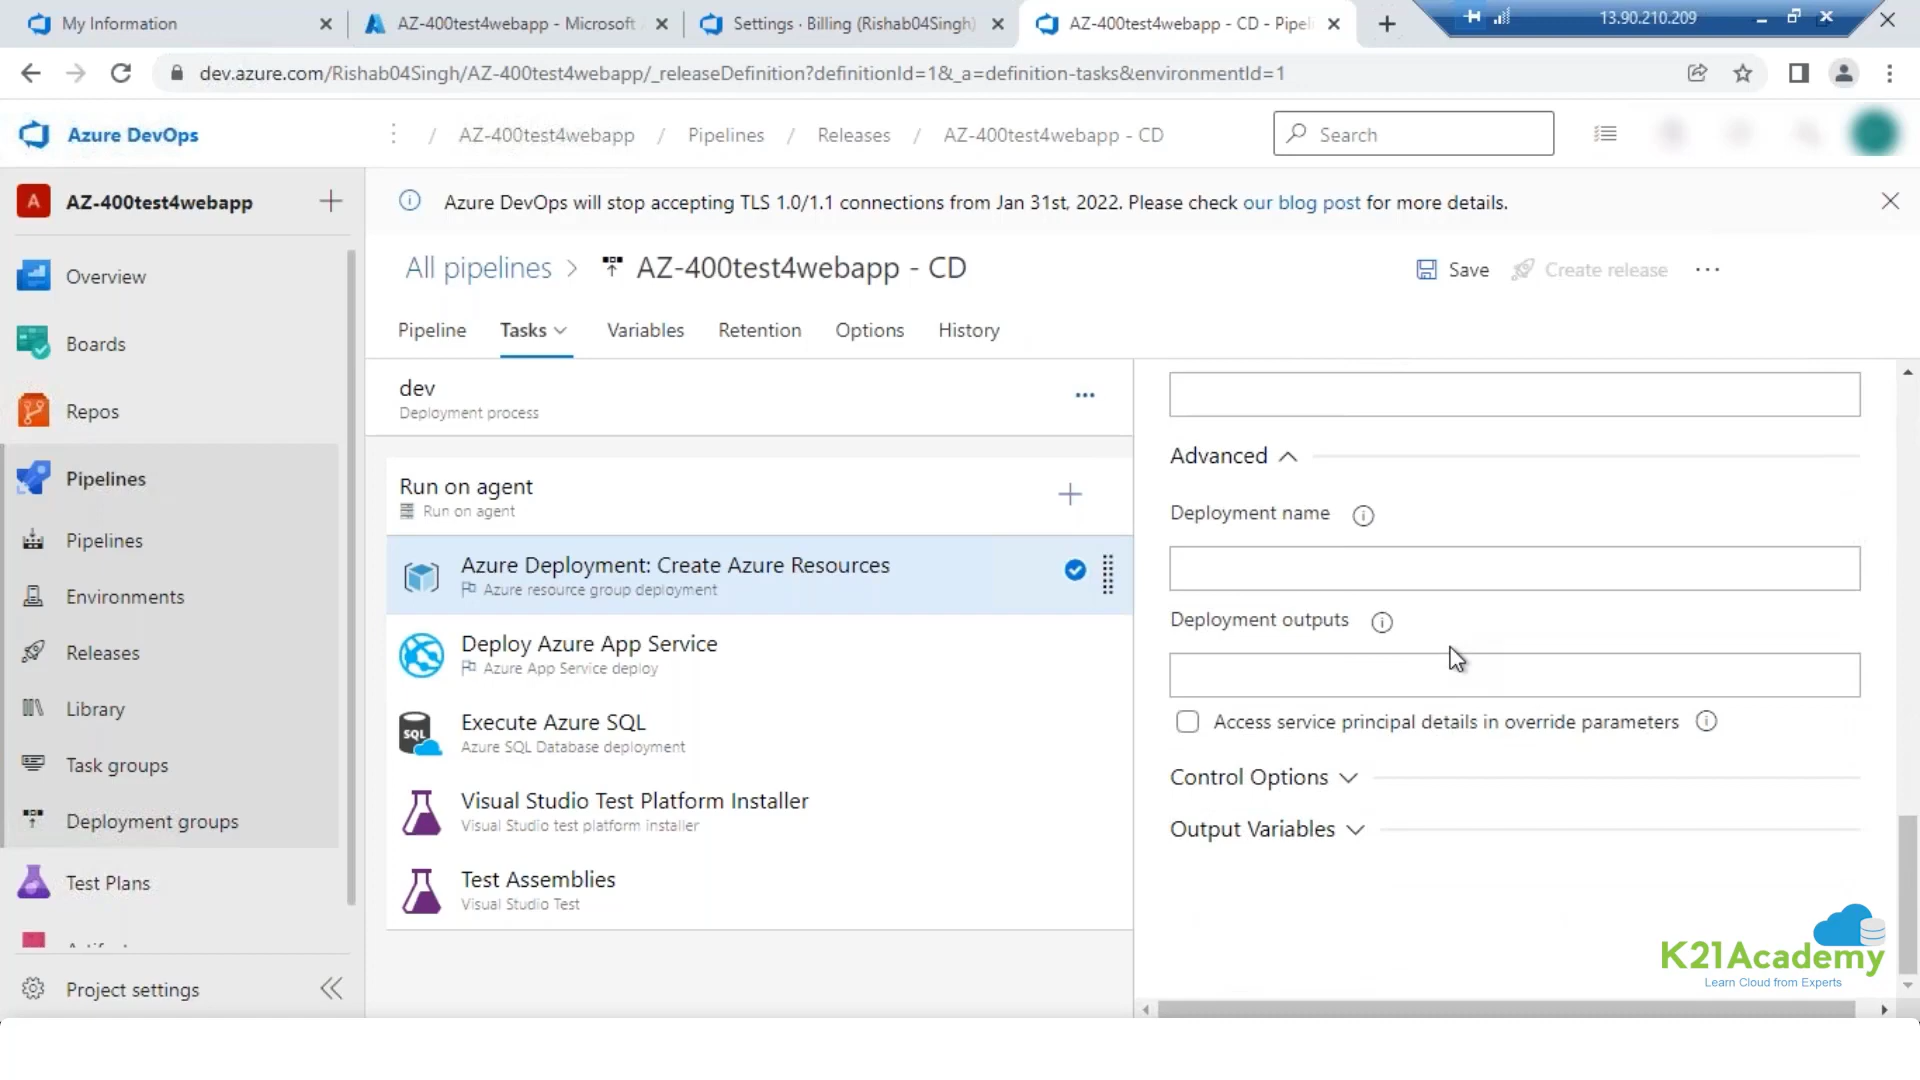 My Information
AZ-400test4webapp - Microsoft
Settings · Billing (Rishab04Singh)
AZ-400test4webapp - CD - Pipeli
13.90.210.209
dev.azure.com/Rishab04Singh/AZ-400test4webapp/_releaseDefinition?definitionId=1&_a=definition-tasks&environmentId=1
Azure DevOps
/ AZ-400test4webapp / Pipelines / Releases / AZ-400test4webapp - CD
Search
A AZ-400test4webapp
Azure DevOps will stop accepting TLS 1.0/1.1 connections from Jan 31st, 2022. Please check our blog post for more details.
All pipelines > AZ-400test4webapp - CD
Save
Create release
Pipeline Tasks Variables Retention Options History
Overview
Boards
Repos
Pipelines
Pipelines
Environments
Releases
Library
Task groups
Deployment groups
Test Plans
Project settings
dev
Deployment process
Run on agent
Run on agent
Azure Deployment: Create Azure Resources
Azure resource group deployment
Deploy Azure App Service
Azure App Service deploy
SQL
Execute Azure SQL
Azure SQL Database deployment
Visual Studio Test Platform Installer
Visual Studio test platform installer
Test Assemblies
Visual Studio Test
Advanced
Deployment name
Deployment outputs
Access service principal details in override parameters
Control Options
Output Variables
K21Academy
Learn Cloud from Experts